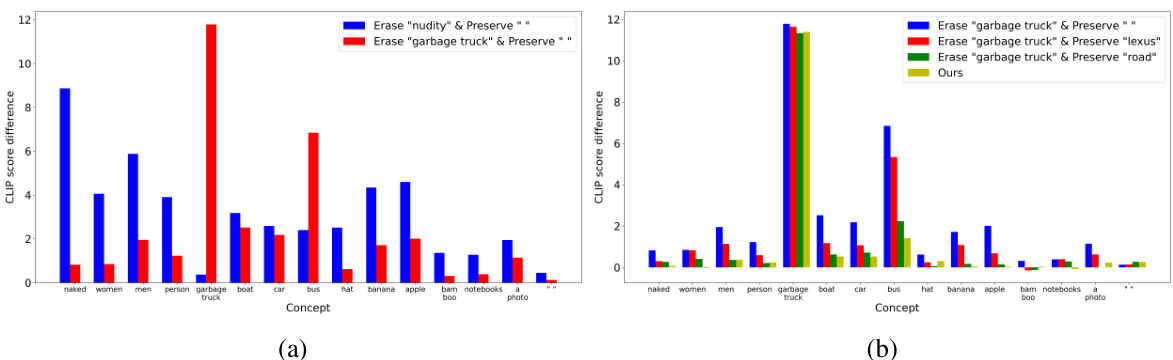 12
10
8
6
4
2
0
CLIP score difference
Erase "nudity" & Preserve " "
Erase "garbage truck" & Preserve " "
naked women men person garbage truck boat car bus hat banana apple bam boo notebooks a photo " "
Concept
(a)
12
10
8
6
4
2
0
CLIP score difference
Erase "garbage truck" & Preserve " "
Erase "garbage truck" & Preserve "lexus"
Erase "garbage truck" & Preserve "road"
Ours
naked women men person garbage truck boat car bus hat banana apple bam boo notebooks a photo " "
Concept
(b)